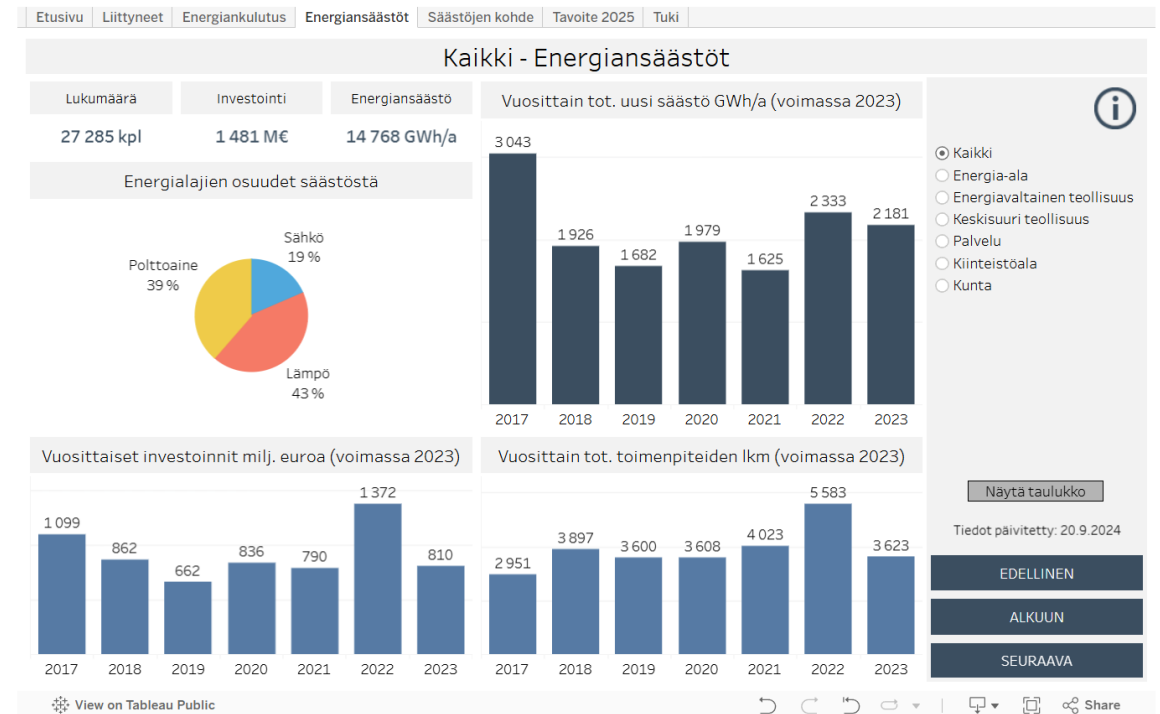 Etusivu Liittyneet Energiankulutus Energiansäästöt Säästöjen kohde Tavoite 2025 Tuki
Kaikki - Energiansäästöt
Lukumäärä Investointi Energiansäästö
27 285 kpl 1 481 M€ 14 768 GWh/a
Energialajien osuudet säästöstä
Sähkö
19 %
Polttoaine
39 %
Lämpö
43 %
Vuosittain tot. uusi säästö GWh/a (voimassa 2023)
3 043
1 926
1 682
1 979
1 625
2 333
2 181
2017 2018 2019 2020 2021 2022 2023
Vuosittaiset investoinnit milj. euroa (voimassa 2023)
1 099
862
662
836
790
1 372
810
2017 2018 2019 2020 2021 2022 2023
Vuosittain tot. toimenpiteiden lkm (voimassa 2023)
2 951
3 897
3 600
3 608
4 023
5 583
3 623
2017 2018 2019 2020 2021 2022 2023
Kaikki
Energia-ala
Energiavaltainen teollisuus
Keskisuuri teollisuus
Palvelu
Kiinteistöala
Kunta
Näytä taulukko
Tiedot päivitetty: 20.9.2024
EDELLINEN
ALKUUN
SEURAAVA
View on Tableau Public
Share